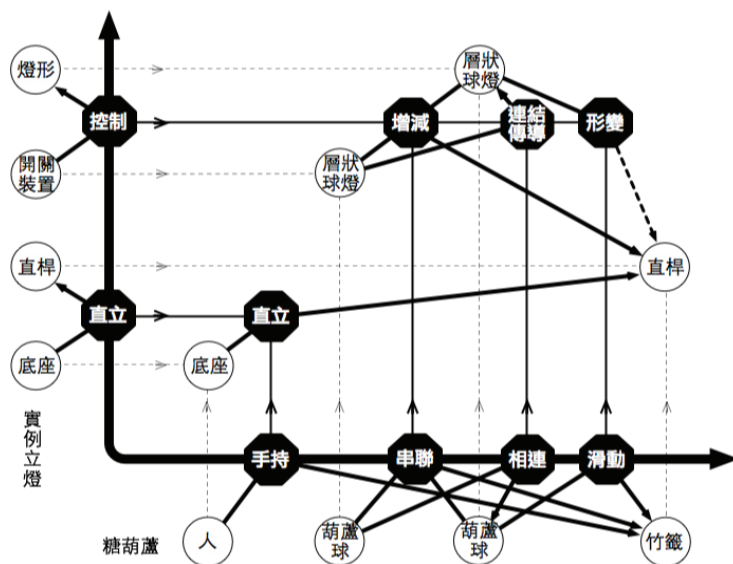 燈形
層狀
球燈
控制
增減
連結
傳導
形變
開關
裝置
層狀
球燈
直桿
直桿
直立
直立
底座
底座
實例立燈
手持
串聯
相連
滑動
糖葫蘆
人
葫蘆
球
葫蘆
球
竹籤